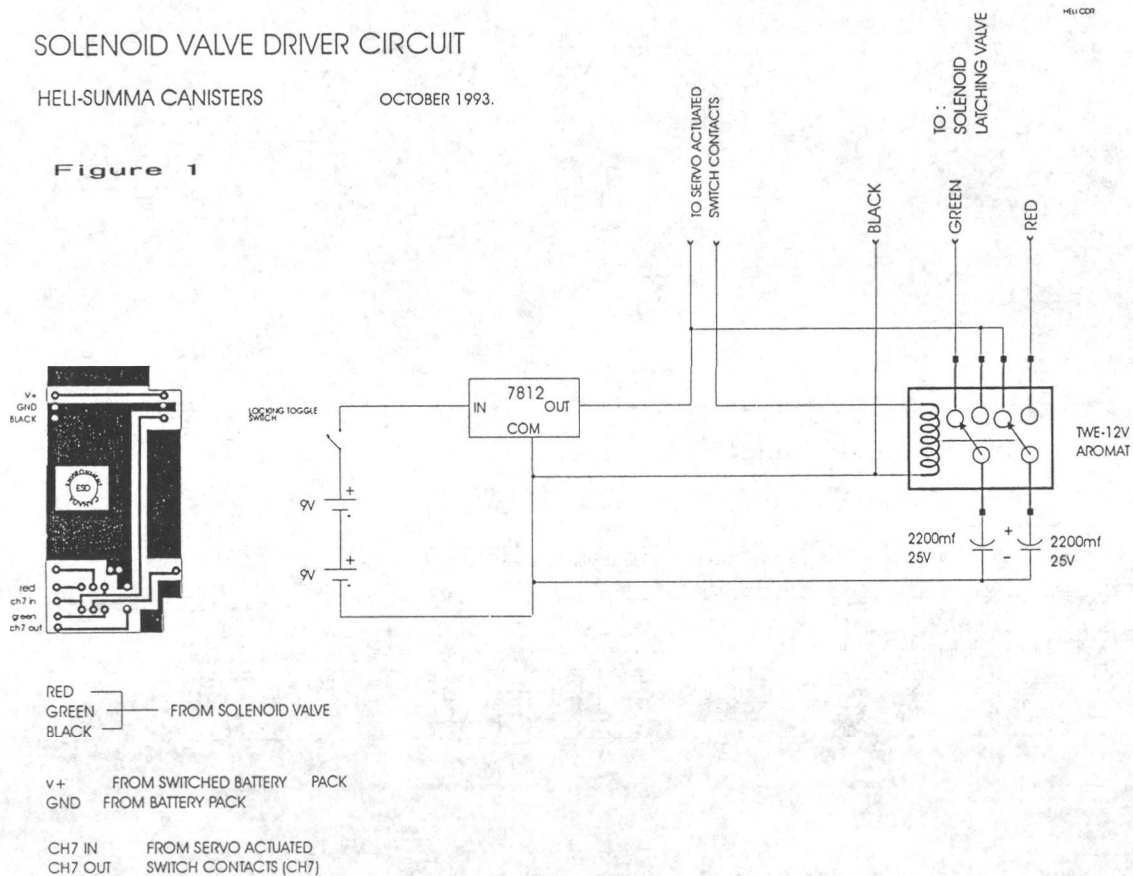 HELI.CDR
SOLENOID VALVE DRIVER CIRCUIT
HELI-SUMMA CANISTERS
OCTOBER 1993.
Figure 1
TO SERVO ACTUATED
SWITCH CONTACTS
TO :
SOLENOID
LATCHING VALVE
BLACK
GREEN
RED
V+
GND
BLACK
ENVIRONMENT
CANADA
ESD
red
ch7 in
green
ch7 out
LOCKING TOGGLE
SWITCH
+
9V
-
+
9V
-
7812
IN
OUT
COM
TWE-12V
AROMAT
2200mf
25V
+
-
2200mf
25V
RED
GREEN
BLACK
FROM SOLENOID VALVE
V+ FROM SWITCHED BATTERY PACK
GND FROM BATTERY PACK
CH7 IN FROM SERVO ACTUATED
CH7 OUT SWITCH CONTACTS (CH7)